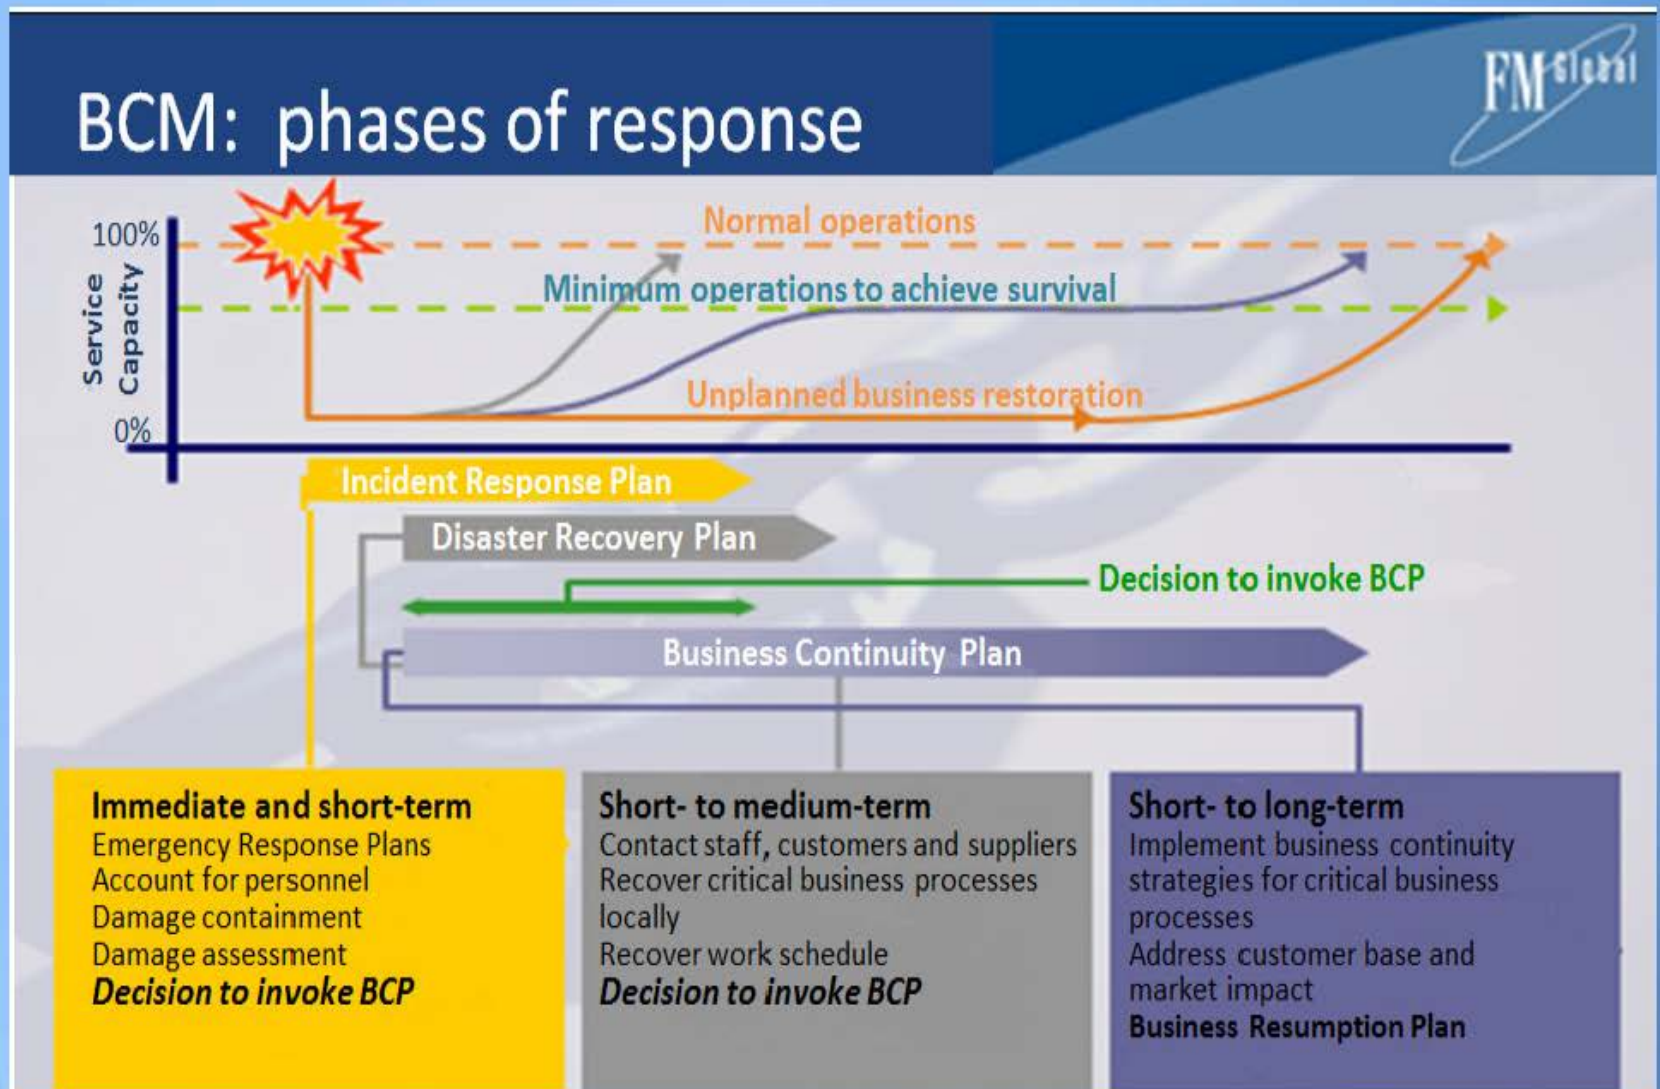 BCM: phases of response
FM Global
100%
Normal operations
Service
Capacity
Minimum operations to achieve survival
Unplanned business restoration
0%
Incident Response Plan
Disaster Recovery Plan
Decision to invoke BCP
Business Continuity Plan
Immediate and short-term
Emergency Response Plans
Account for personnel
Damage containment
Damage assessment
Decision to invoke BCP
Short- to medium-term
Contact staff, customers and suppliers
Recover critical business processes
locally
Recover work schedule
Decision to invoke BCP
Short- to long-term
Implement business continuity
strategies for critical business
processes
Address customer base and
market impact
Business Resumption Plan